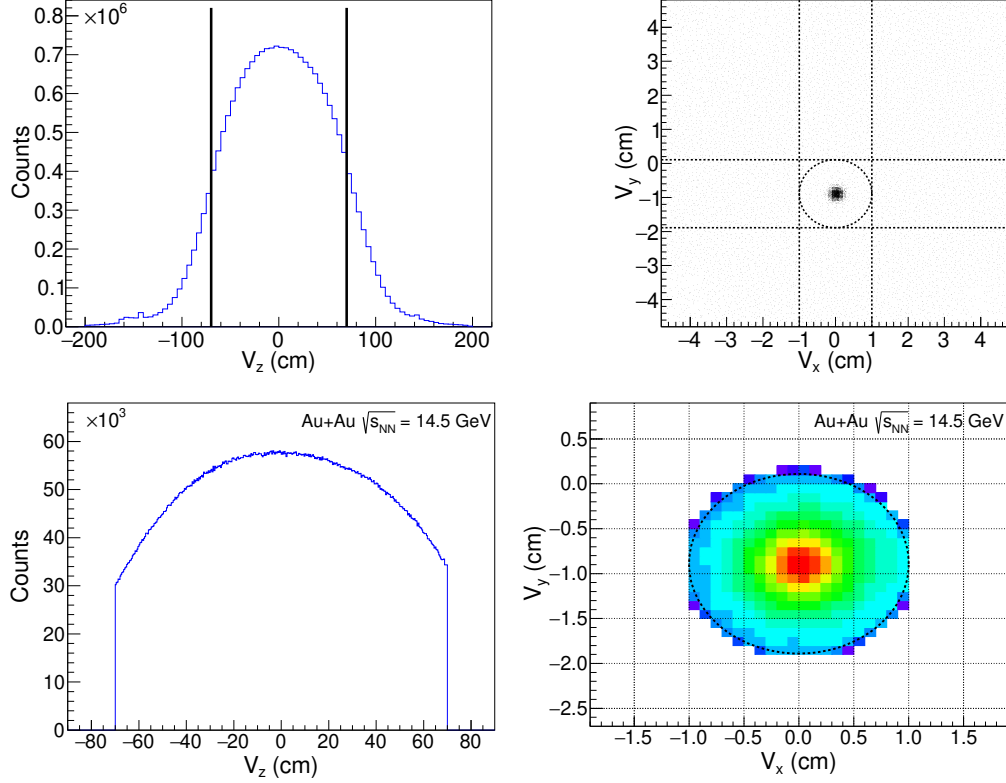 ×10⁶
0.8
0.7
0.6
0.5
0.4
0.3
0.2
0.1
0.0
Counts
−200 −100 0 100 200
V_z (cm)
4
3
2
1
0
−1
−2
−3
−4
V_y (cm)
−4 −3 −2 −1 0 1 2 3 4
V_x (cm)
×10³
Au+Au √s_NN = 14.5 GeV
60
50
40
30
20
10
0
Counts
−80 −60 −40 −20 0 20 40 60 80
V_z (cm)
Au+Au √s_NN = 14.5 GeV
0.5
0.0
−0.5
−1.0
−1.5
−2.0
−2.5
V_y (cm)
−1.5 −1.0 −0.5 0.0 0.5 1.0 1.5
V_x (cm)